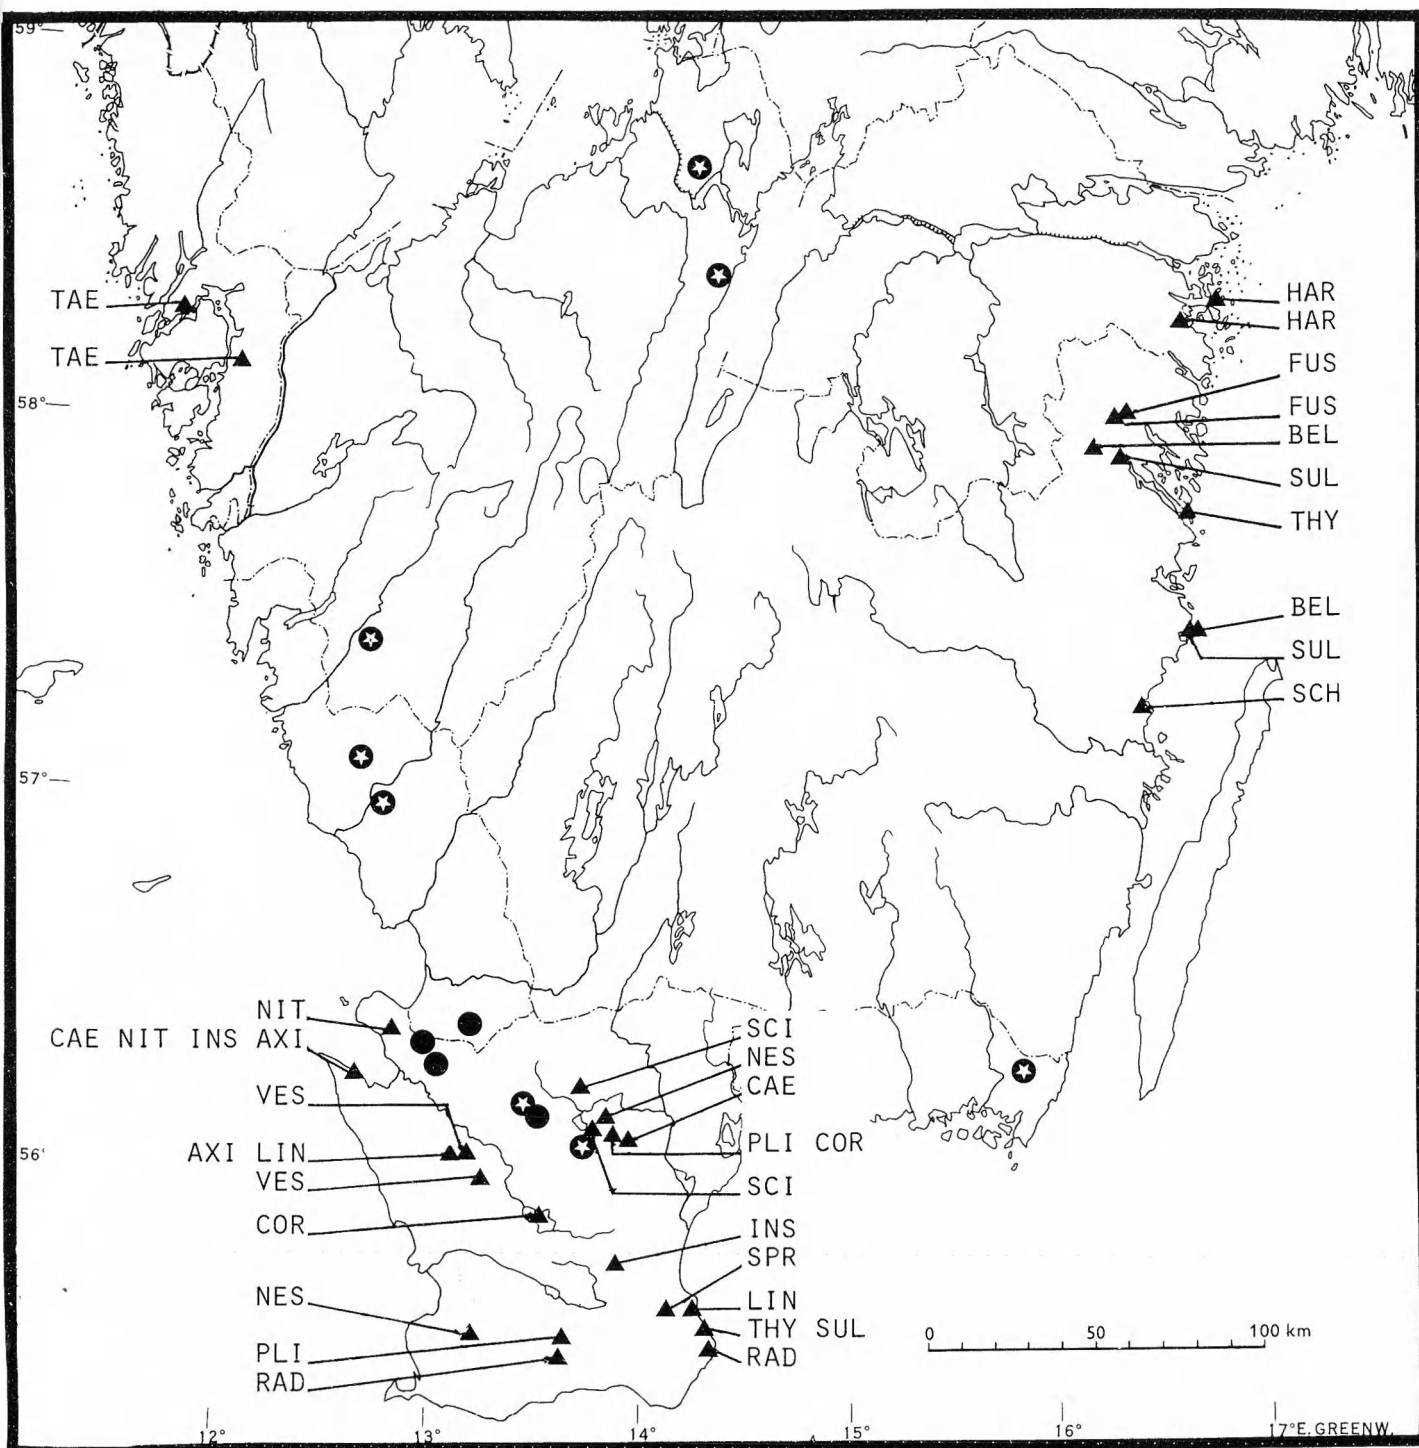 59°
TAE
TAE
HAR
HAR
FUS
58°
FUS
BEL
SUL
THY
BEL
SUL
SCH
57°
NIT
CAE NIT INS AXI
SCI
NES
CAE
VES
PLI COR
AXI LIN
56'
VES
SCI
COR
INS
SPR
NES
LIN
THY SUL
PLI
RAD
RAD
0 50 100 km
12° 13° 14° 15° 16° 17°E. GREENW.